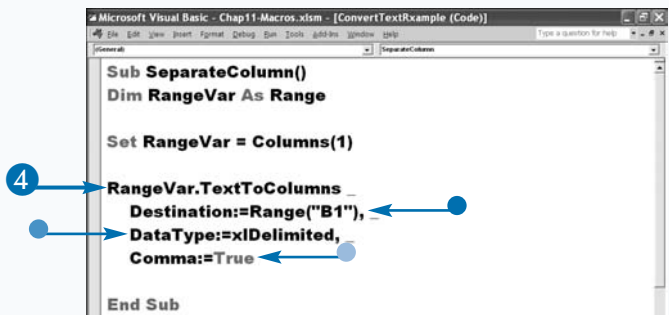 Microsoft Visual Basic - Chap11-Macros.xlsm - [ConvertTextRxample (Code)]
File Edit View Insert Format Debug Run Tools Add-Ins Window Help Type a question for help
(General) SeparateColumn
Sub SeparateColumn()
Dim RangeVar As Range
Set RangeVar = Columns(1)
4 RangeVar.TextToColumns _
Destination:=Range("B1"), _
DataType:=xlDelimited, _
Comma:=True
End Sub